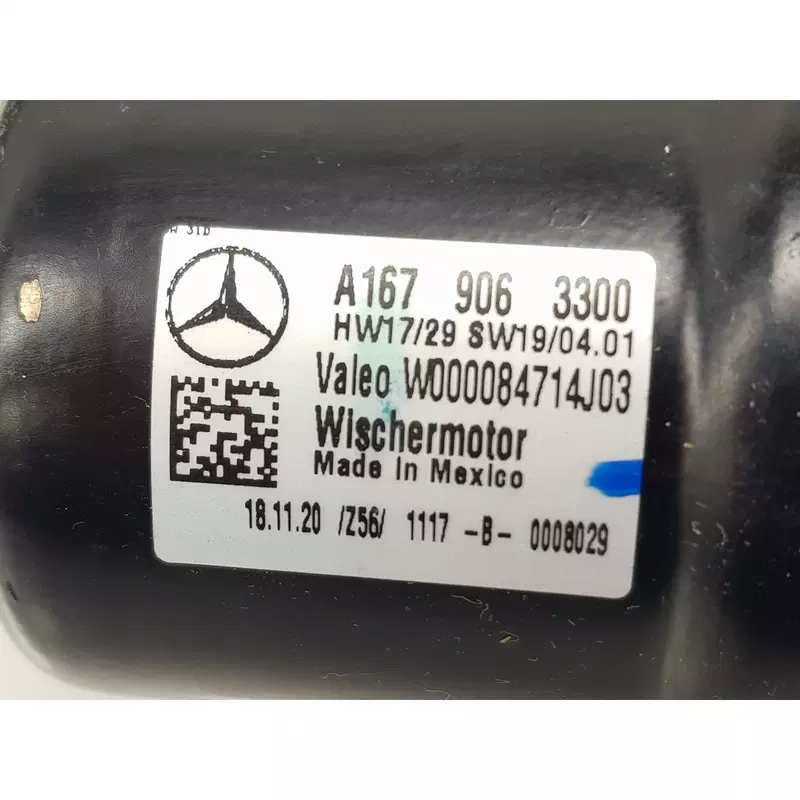 W STD
A167 906 3300
HW17/29 SW19/04.01
Valeo W000084714J03
Wischermotor
Made In Mexico
18.11.20 /Z56/ 1117 -B- 0008029